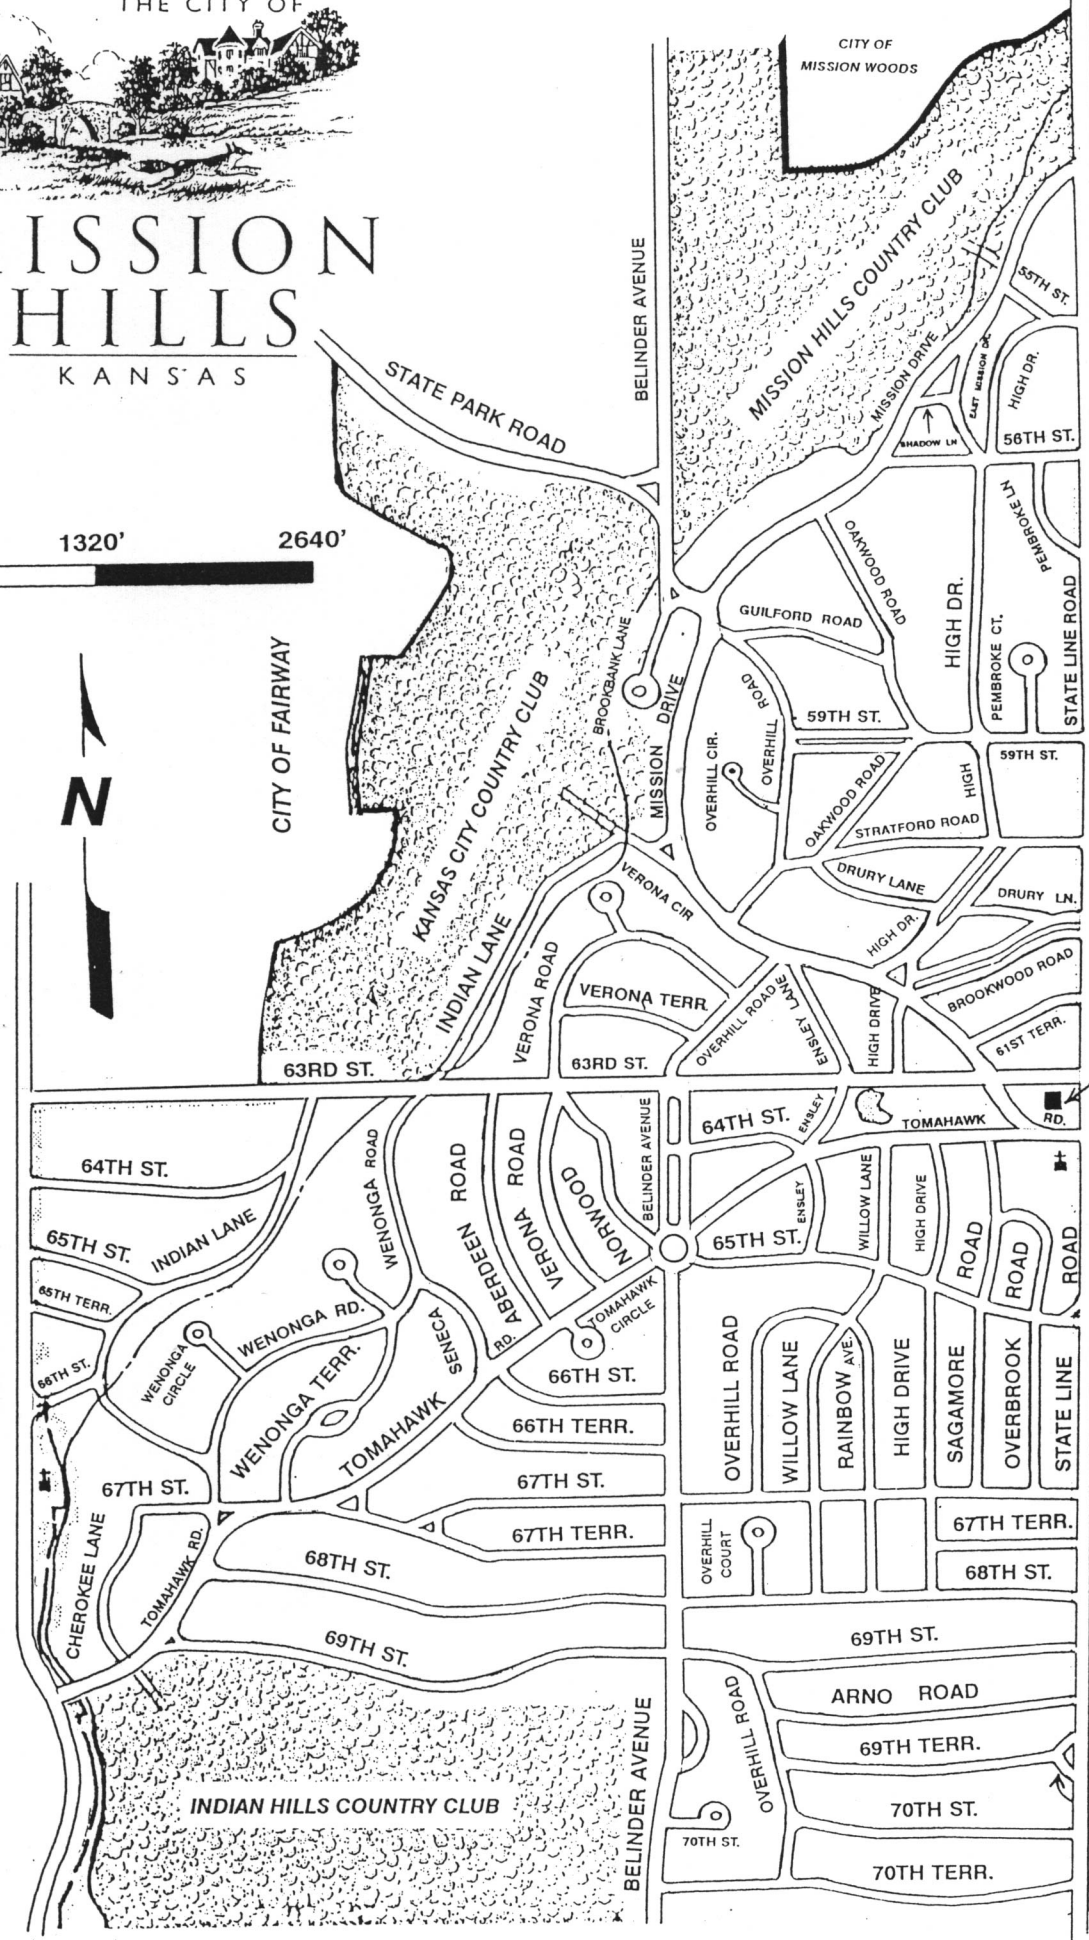 THE CITY OF
ISSION
HILLS
KANSAS
CITY OF
MISSION WOODS
MISSION HILLS COUNTRY CLUB
BELINDER AVENUE
STATE PARK ROAD
55TH ST.
MISSION DRIVE
EAST MISSION DR.
HIGH DR.
SHADOW LN
56TH ST.
1320'
2640'
PEMBROKE LN
PEMBROKE ROAD
OAKWOOD ROAD
GUILFORD ROAD
HIGH DR.
PEMBROKE CT.
STATE LINE ROAD
CITY OF FAIRWAY
KANSAS CITY COUNTRY CLUB
BROOKBANK LANE
MISSION DRIVE
N
OVERHILL ROAD
OVERHILL CIR.
59TH ST.
59TH ST.
OAKWOOD ROAD
HIGH
STRATFORD ROAD
DRURY LANE
DRURY LN.
VERONA CIR
HIGH DR.
INDIAN LANE
VERONA ROAD
VERONA TERR.
OVERHILL ROAD
ENSLEY LANE
HIGH DRIVE
BROOKWOOD ROAD
61ST TERR.
63RD ST.
63RD ST.
64TH ST.
ENSLEY
TOMAHAWK
RD.
64TH ST.
65TH ST.
INDIAN LANE
WENONGA ROAD
ABERDEEN ROAD
VERONA ROAD
NORWOOD
BELINDER AVENUE
65TH ST.
ENSLEY
WILLOW LANE
HIGH DRIVE
ROAD
ROAD
ROAD
65TH TERR.
66TH ST.
WENONGA
CIRCLE
WENONGA RD.
WENONGA TERR.
SENECA
RD.
TOMAHAWK
CIRCLE
66TH ST.
66TH TERR.
TOMAHAWK
67TH ST.
67TH ST.
67TH TERR.
OVERHILL ROAD
WILLOW LANE
RAINBOW AVE.
HIGH DRIVE
SAGAMORE
OVERBROOK
STATE LINE
OVERHILL
COURT
67TH TERR.
68TH ST.
CHEROKEE LANE
TOMAHAWK RD.
68TH ST.
69TH ST.
69TH ST.
ARNO ROAD
69TH TERR.
70TH ST.
70TH TERR.
OVERHILL ROAD
70TH ST.
BELINDER AVENUE
INDIAN HILLS COUNTRY CLUB